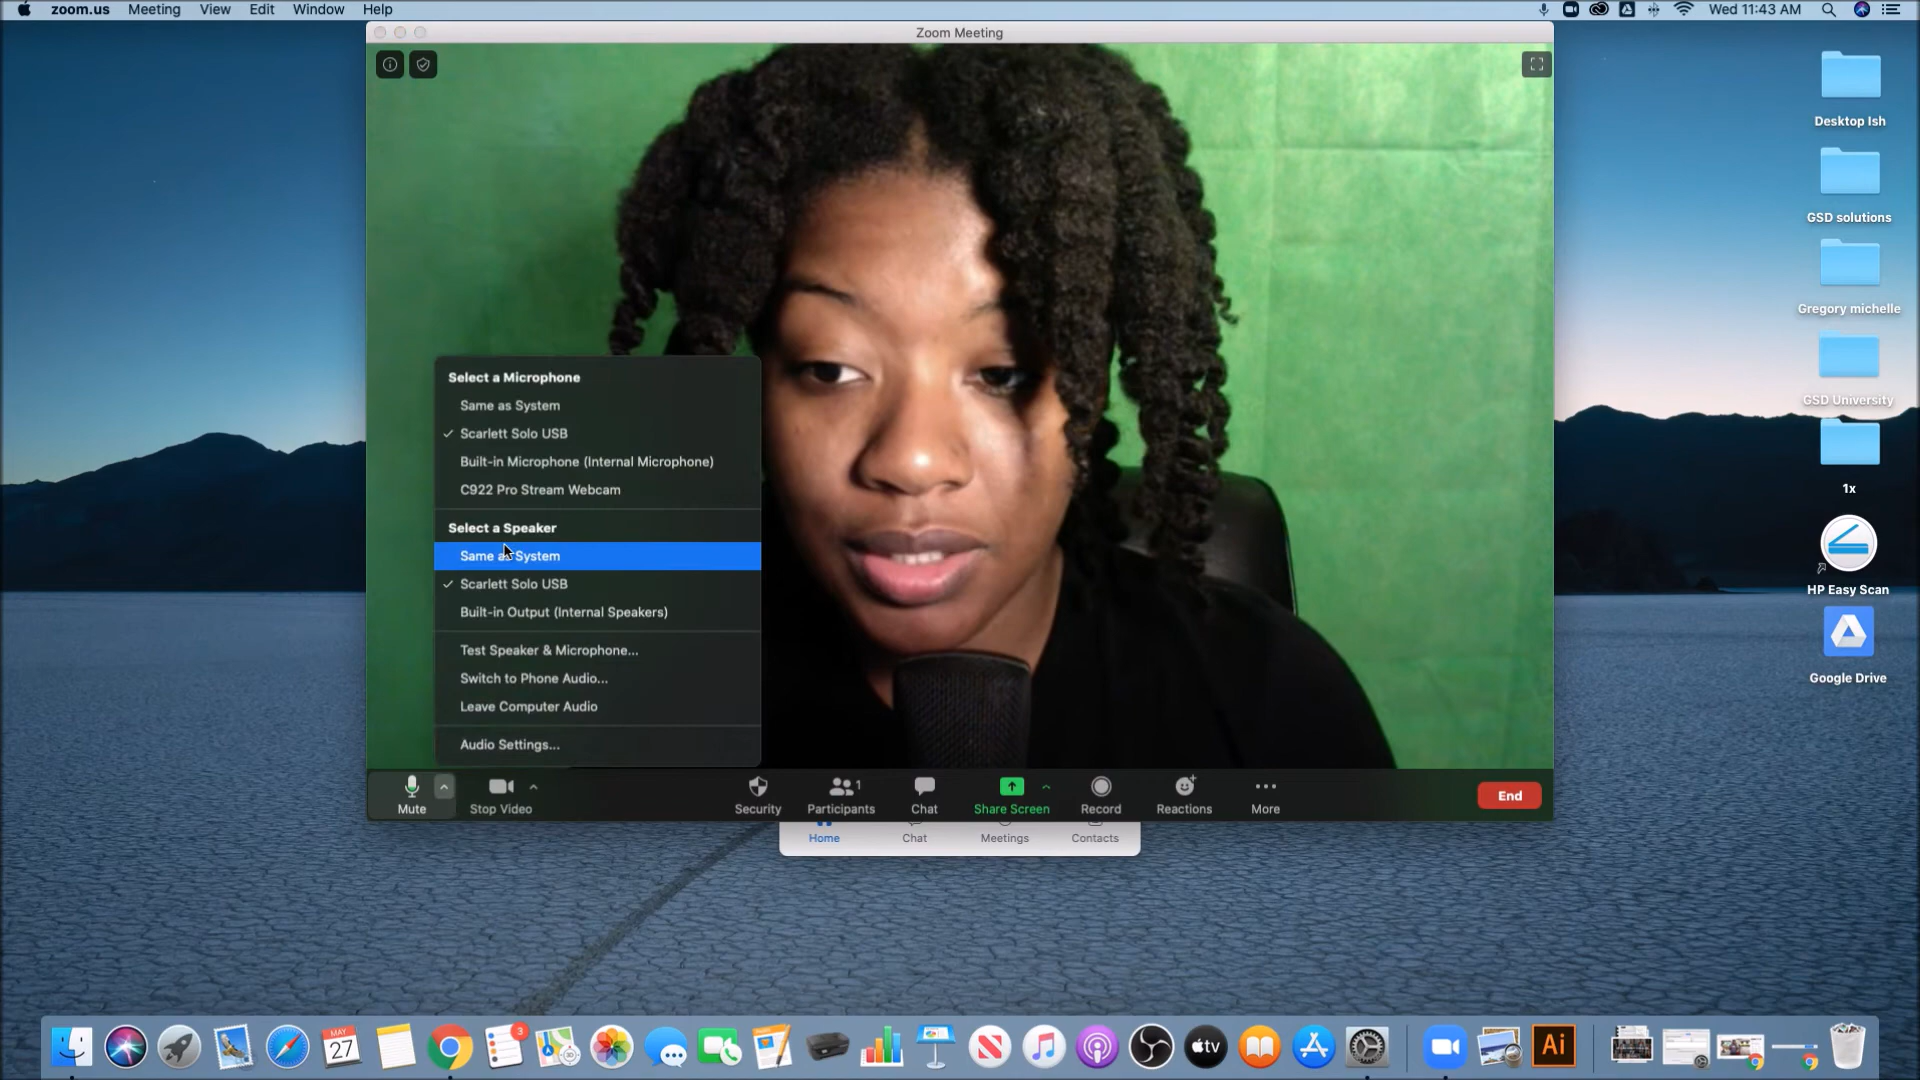 zoom.us Meeting View Edit Window Help
Wed 11:43 AM
Zoom Meeting
Select a Microphone
Same as System
✓ Scarlett Solo USB
Built-in Microphone (Internal Microphone)
C922 Pro Stream Webcam
Select a Speaker
Same as System
✓ Scarlett Solo USB
Built-in Output (Internal Speakers)
Test Speaker & Microphone...
Switch to Phone Audio...
Leave Computer Audio
Audio Settings...
Mute Stop Video Security Participants 1 Chat Share Screen Record Reactions More End
Home Chat Meetings Contacts
Desktop Ish
GSD solutions
Gregory michelle
GSD University
1x
HP Easy Scan
Google Drive
MAY
27
3
tv
Ai